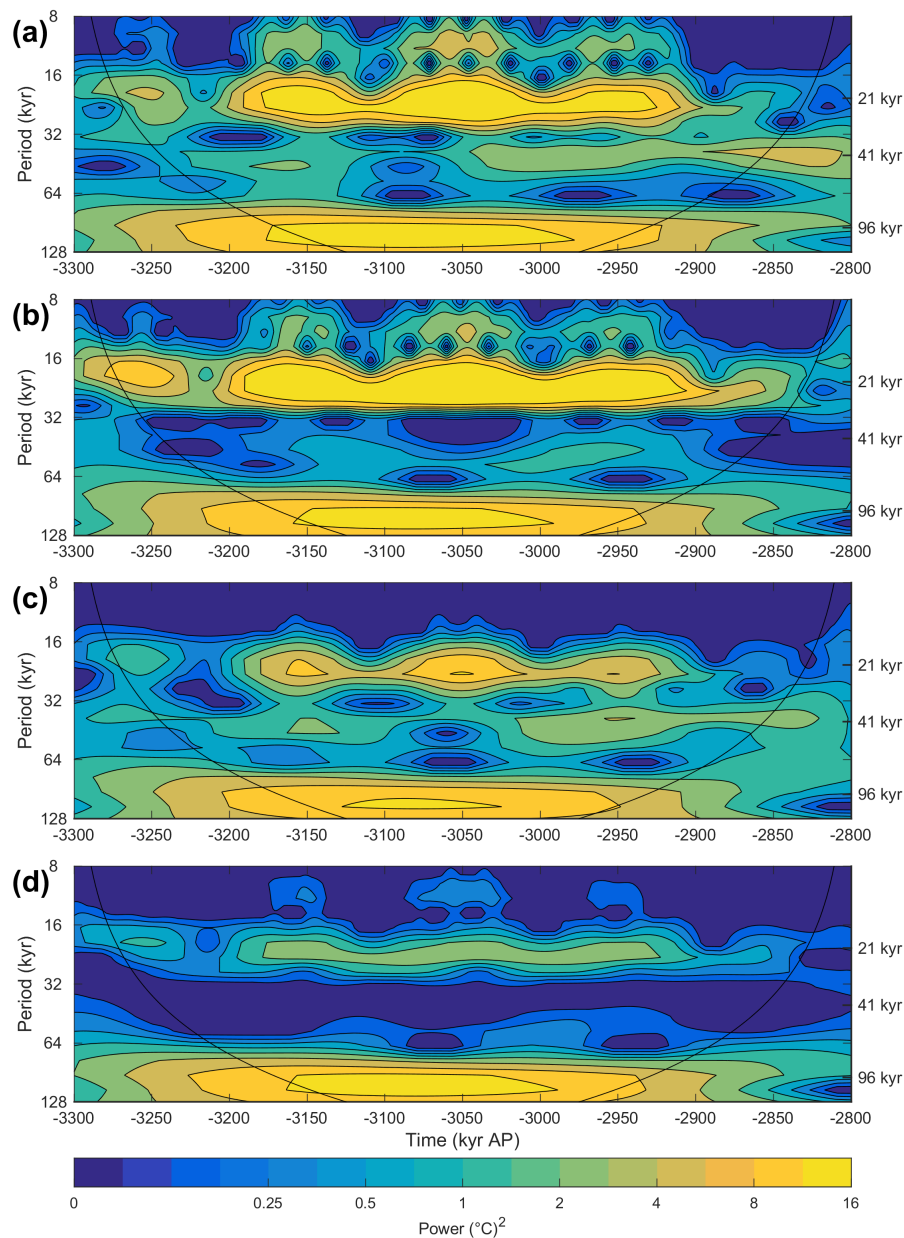 (a)
Period (kyr)
8
16
32
64
128
21 kyr
41 kyr
96 kyr
-3300 -3250 -3200 -3150 -3100 -3050 -3000 -2950 -2900 -2850 -2800
(b)
Period (kyr)
8
16
32
64
128
21 kyr
41 kyr
96 kyr
-3300 -3250 -3200 -3150 -3100 -3050 -3000 -2950 -2900 -2850 -2800
(c)
Period (kyr)
8
16
32
64
128
21 kyr
41 kyr
96 kyr
-3300 -3250 -3200 -3150 -3100 -3050 -3000 -2950 -2900 -2850 -2800
(d)
Period (kyr)
8
16
32
64
128
21 kyr
41 kyr
96 kyr
-3300 -3250 -3200 -3150 -3100 -3050 -3000 -2950 -2900 -2850 -2800
Time (kyr AP)
0 0.25 0.5 1 2 4 8 16
Power (°C)²